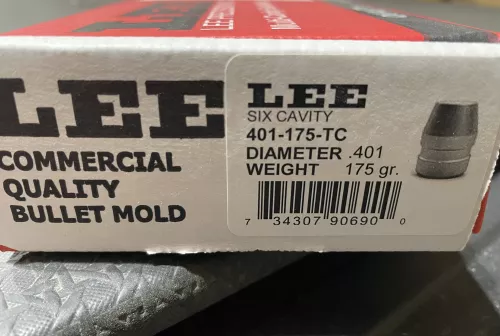 LEE
LEE
COMMERCIAL
QUALITY
BULLET MOLD
LEE
SIX CAVITY
401-175-TC
DIAMETER .401
WEIGHT 175 gr.
7 34307 90690 0